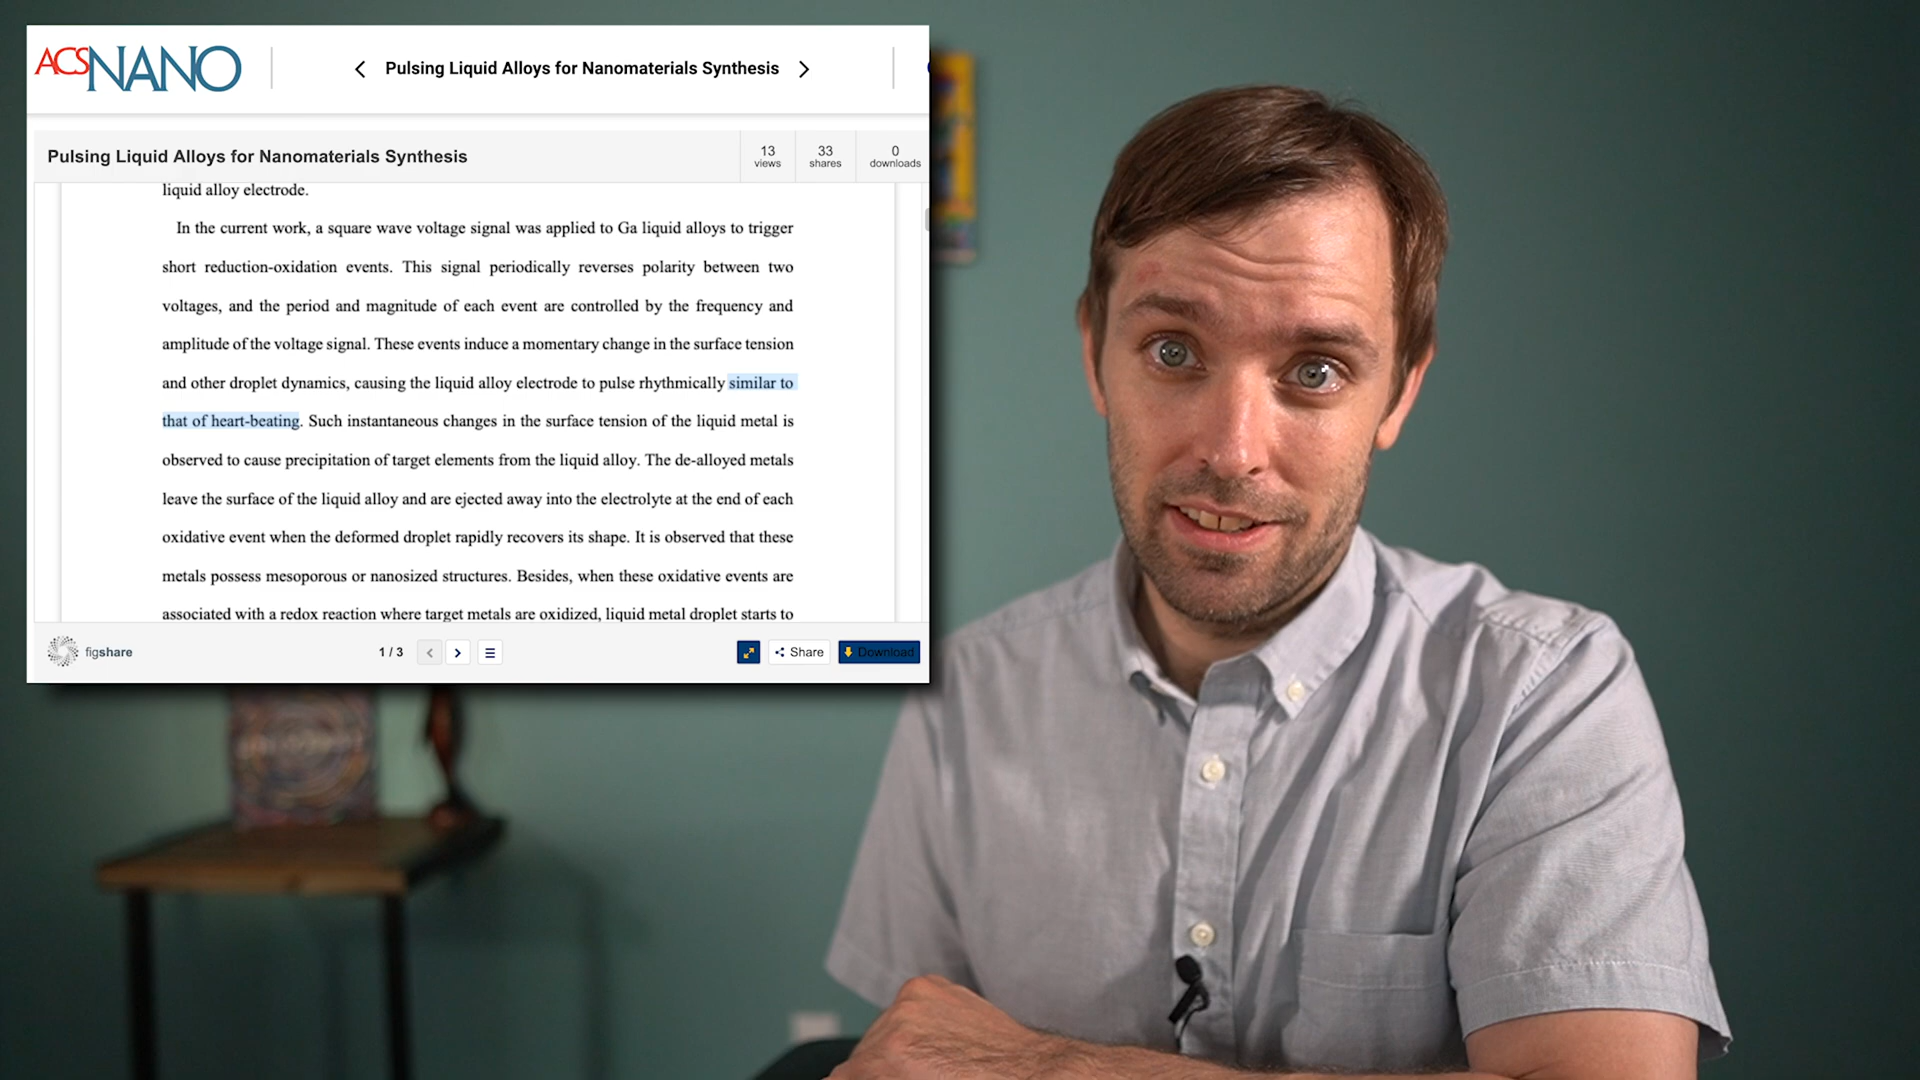 ACSNANO
Pulsing Liquid Alloys for Nanomaterials Synthesis
Pulsing Liquid Alloys for Nanomaterials Synthesis
13 views
33 shares
0 downloads
liquid alloy electrode.
In the current work, a square wave voltage signal was applied to Ga liquid alloys to trigger
short reduction-oxidation events. This signal periodically reverses polarity between two
voltages, and the period and magnitude of each event are controlled by the frequency and
amplitude of the voltage signal. These events induce a momentary change in the surface tension
and other droplet dynamics, causing the liquid alloy electrode to pulse rhythmically similar to
that of heart-beating. Such instantaneous changes in the surface tension of the liquid metal is
observed to cause precipitation of target elements from the liquid alloy. The de-alloyed metals
leave the surface of the liquid alloy and are ejected away into the electrolyte at the end of each
oxidative event when the deformed droplet rapidly recovers its shape. It is observed that these
metals possess mesoporous or nanosized structures. Besides, when these oxidative events are
associated with a redox reaction where target metals are oxidized, liquid metal droplet starts to
figshare
1 / 3
Share
Download